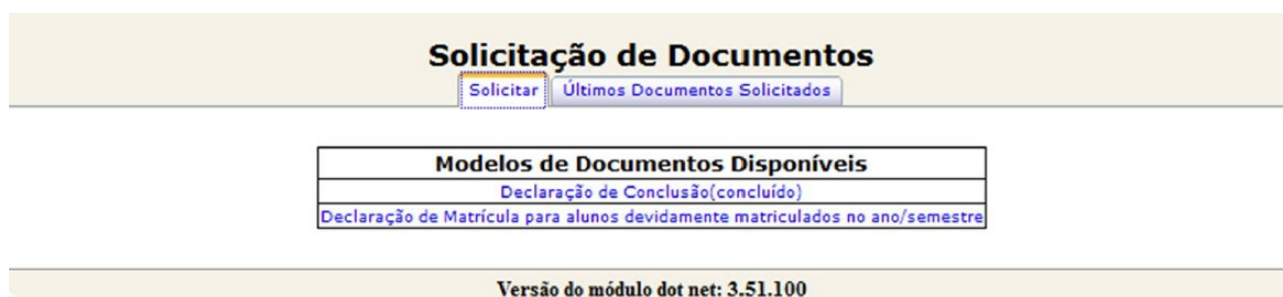 Solicitação de Documentos
Solicitar Últimos Documentos Solicitados
Modelos de Documentos Disponíveis
Declaração de Conclusão(concluído)
Declaração de Matrícula para alunos devidamente matriculados no ano/semestre
Versão do módulo dot net: 3.51.100